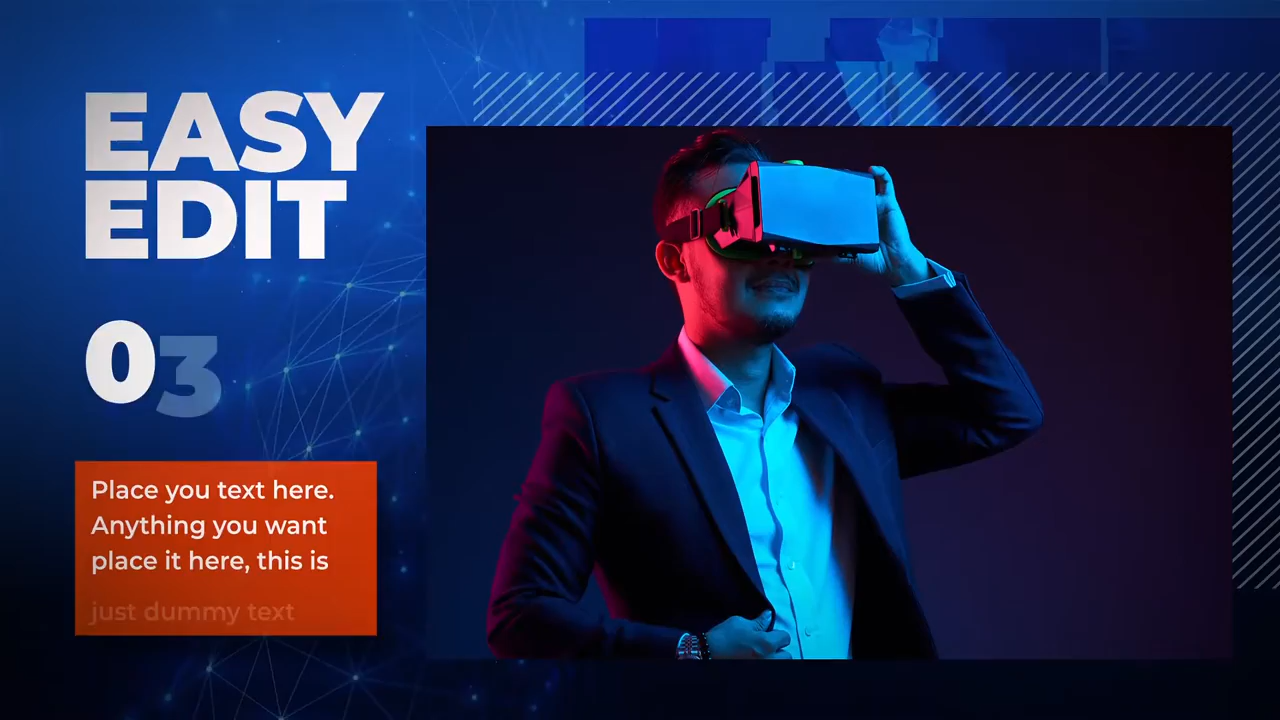 EASY
EDIT
03
Place you text here.
Anything you want
place it here, this is
just dummy text